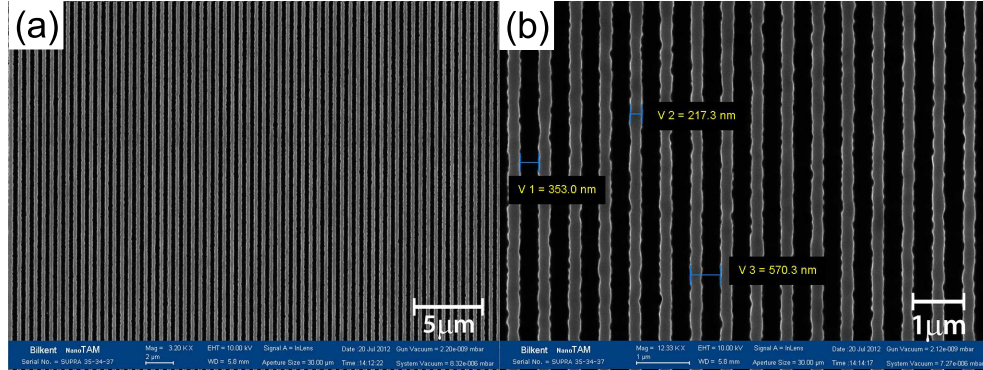 (a)
5μm
Bilkent NanoTAM
Serial No. = SUPRA 35-34-37
Mag = 3.20 K X
2 μm
EHT = 10.00 kV
WD = 5.8 mm
Signal A = InLens
Aperture Size = 30.00 μm
Date :20 Jul 2012
Time :14:12:22
Gun Vacuum = 2.20e-009 mbar
System Vacuum = 8.32e-006 mbar
(b)
V 2 = 217.3 nm
V 1 = 353.0 nm
V 3 = 570.3 nm
1μm
Bilkent NanoTAM
Serial No. = SUPRA 35-34-37
Mag = 12.33 K X
1 μm
EHT = 10.00 kV
WD = 5.8 mm
Signal A = InLens
Aperture Size = 30.00 μm
Date :20 Jul 2012
Time :14:14:17
Gun Vacuum = 2.12e-009 mbar
System Vacuum = 7.27e-006 mbar